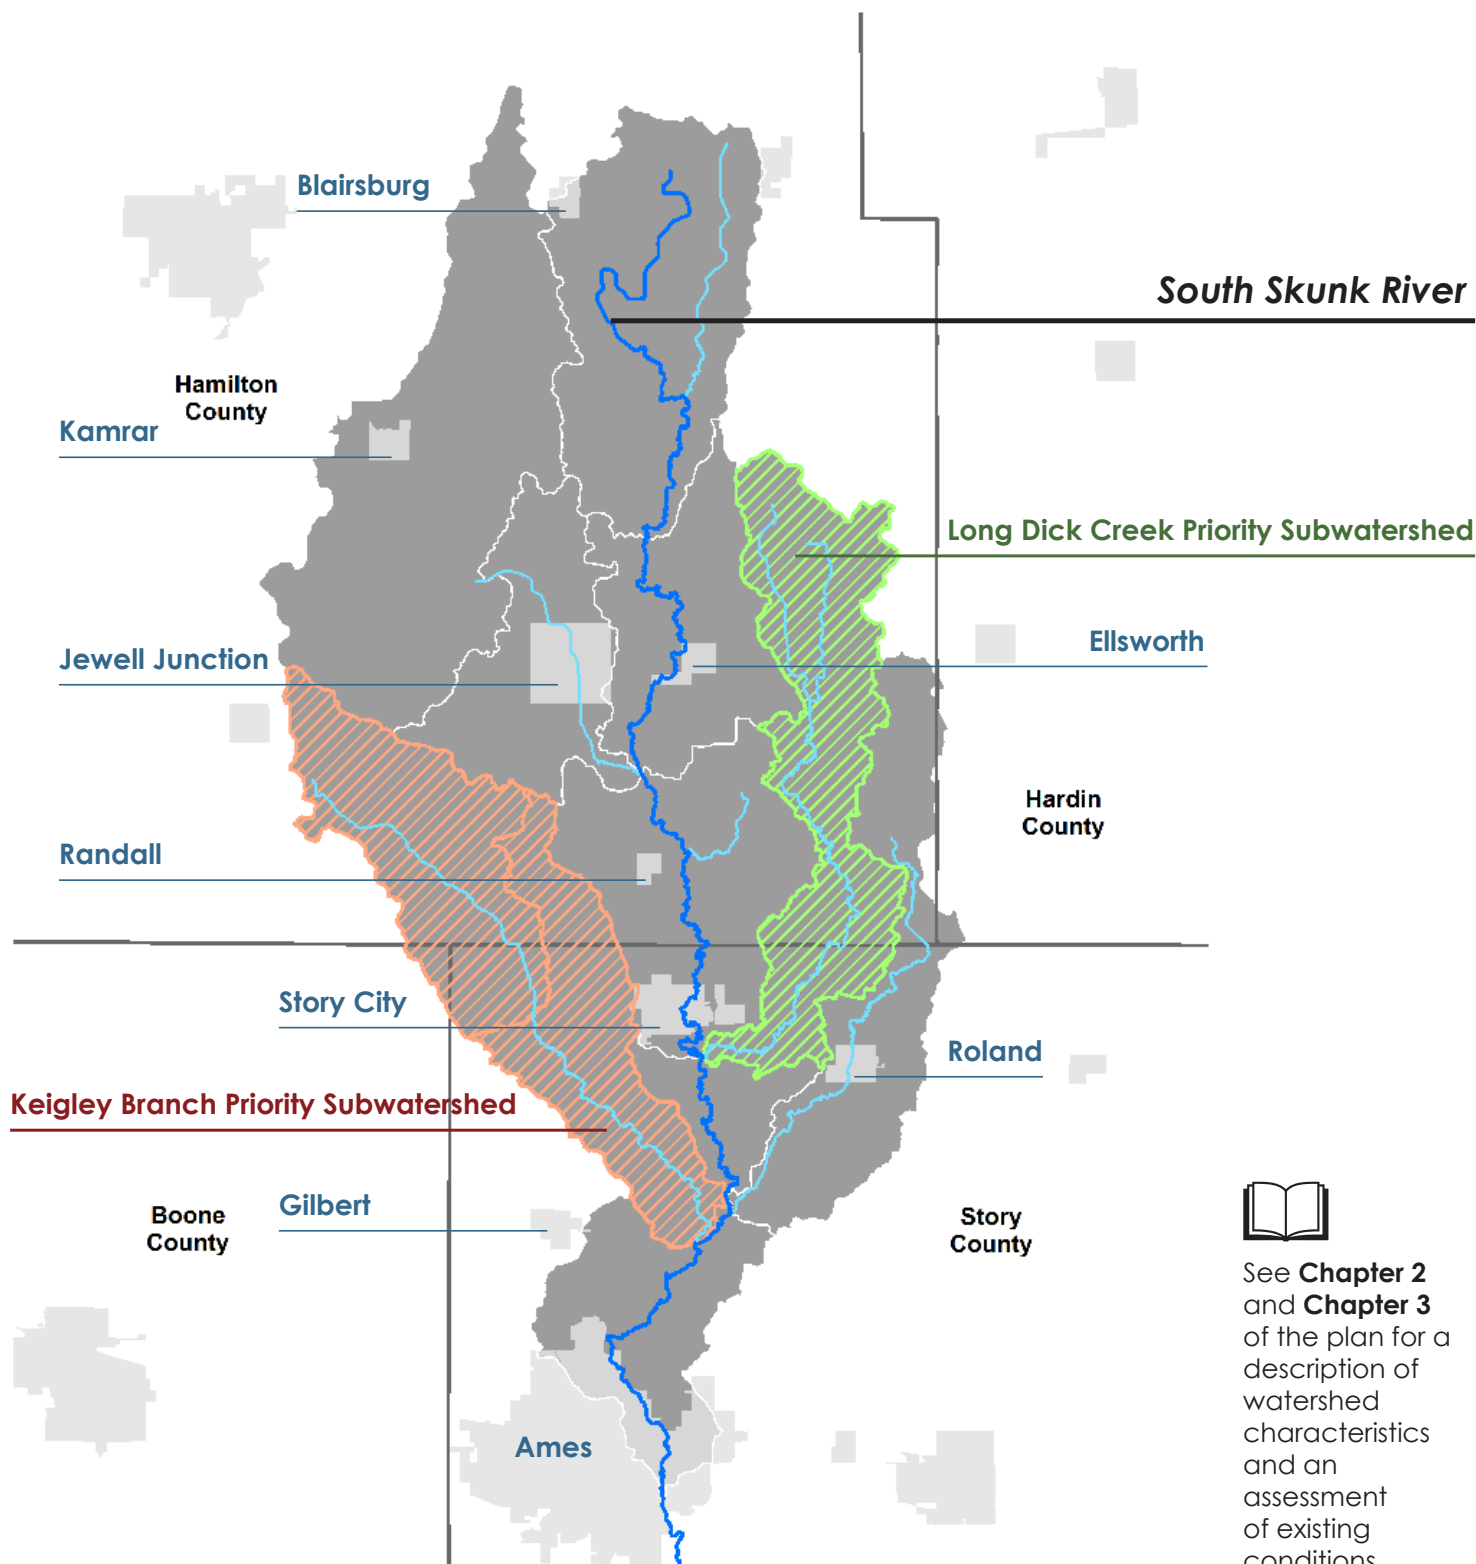 Blairsburg
South Skunk River
Hamilton
County
Kamrar
Long Dick Creek Priority Subwatershed
Ellsworth
Jewell Junction
Hardin
County
Randall
Story City
Roland
Keigley Branch Priority Subwatershed
Gilbert
Boone
County
Story
County
Ames
See Chapter 2
and Chapter 3
of the plan for a
description of
watershed
characteristics
and an
assessment
of existing
conditions